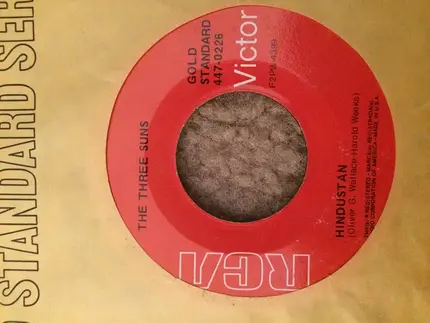 STANDARD SER
THE THREE SUNS
GOLD
STANDARD
447-0226
Victor
RCA
HINDUSTAN
(Oliver G. Wallace-Harold Weeks)